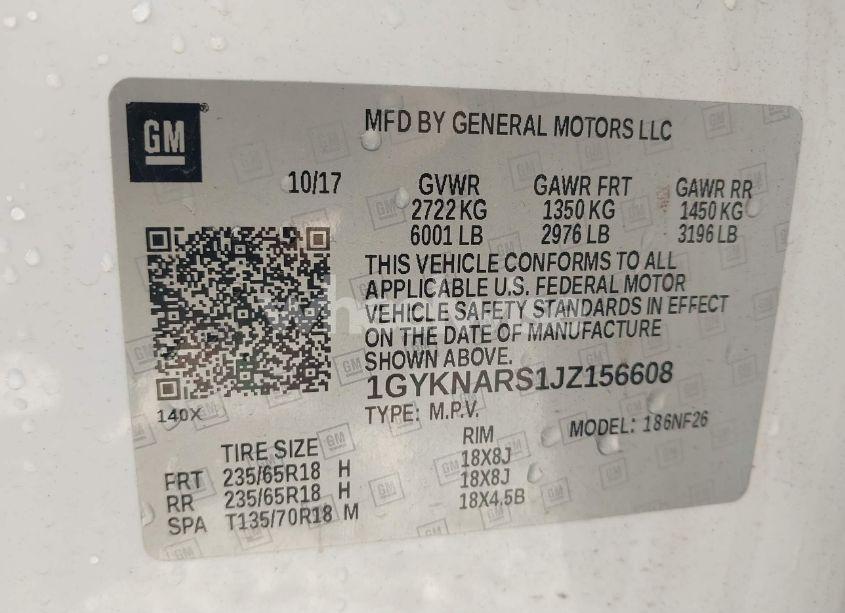 GM
MFD BY GENERAL MOTORS LLC
10/17
GVWR GAWR FRT GAWR RR
2722 KG 1350 KG 1450 KG
6001 LB 2976 LB 3196 LB
THIS VEHICLE CONFORMS TO ALL
APPLICABLE U.S. FEDERAL MOTOR
VEHICLE SAFETY STANDARDS IN EFFECT
ON THE DATE OF MANUFACTURE
SHOWN ABOVE.
1GYKNARS1JZ156608
140X
TYPE: M.P.V.
MODEL: 186NF26
TIRE SIZE RIM
FRT 235/65R18 H 18X8J
RR 235/65R18 H 18X8J
SPA T135/70R18 M 18X4.5B